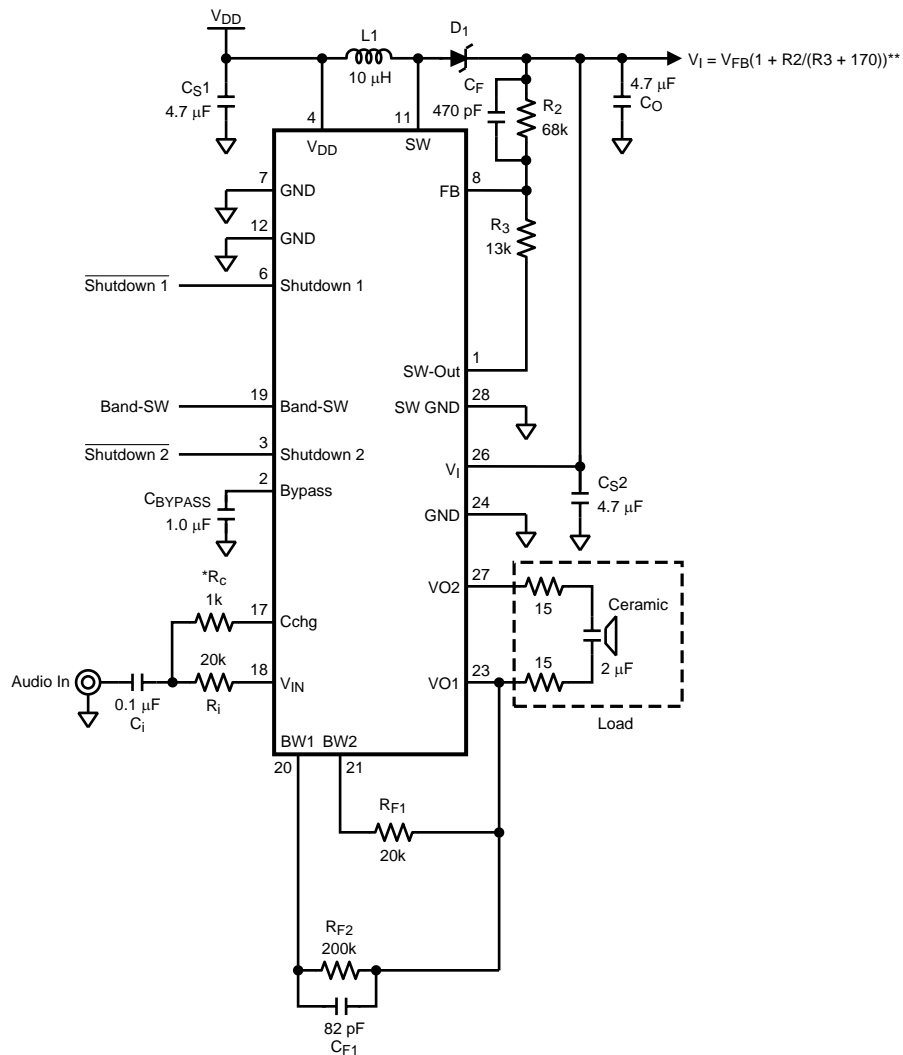 VDD
L1
10 µH
D1
VI = VFB(1 + R2/(R3 + 170))**
CS1
4.7 µF
CF
470 pF
R2
68k
4.7 µF
CO
4
11
VDD
SW
7
GND
8
FB
12
GND
R3
13k
Shutdown 1
6
Shutdown 1
1
SW-Out
Band-SW
19
Band-SW
28
SW GND
Shutdown 2
3
Shutdown 2
26
VI
2
Bypass
CBYPASS
1.0 µF
CS2
4.7 µF
24
GND
*Rc
1k
17
Cchg
27
VO2
15
Ceramic
2 µF
Audio In
0.1 µF
Ci
20k
Ri
18
VIN
23
VO1
15
Load
BW1
BW2
20
21
RF1
20k
RF2
200k
82 pF
CF1